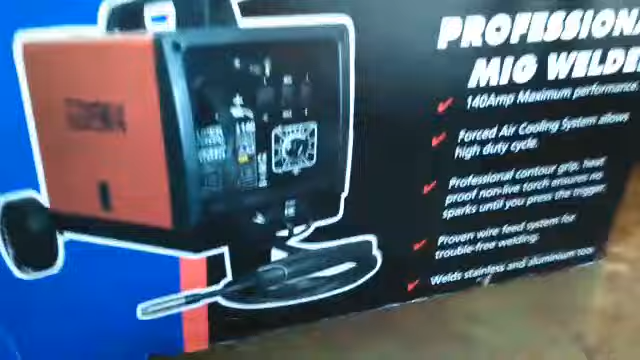 PROFESSIONA
MIG WELDE
140Amp Maximum performance.
Forced Air Cooling System allows
high duty cycle.
Professional contour grip, heat
proof non-live torch ensures no
sparks until you press the trigger.
Proven wire feed system for
trouble-free welding.
Welds stainless and aluminium too.